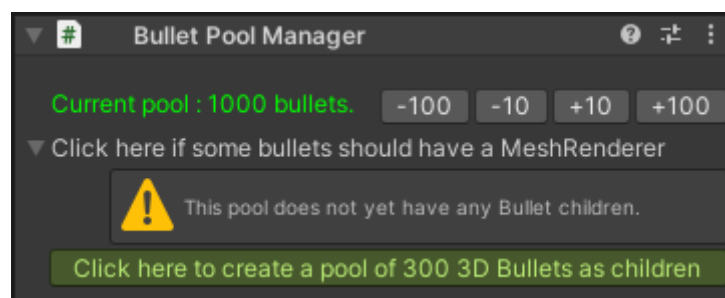 # Bullet Pool Manager ?
Current pool : 1000 bullets. -100 -10 +10 +100
Click here if some bullets should have a MeshRenderer
This pool does not yet have any Bullet children.
Click here to create a pool of 300 3D Bullets as children